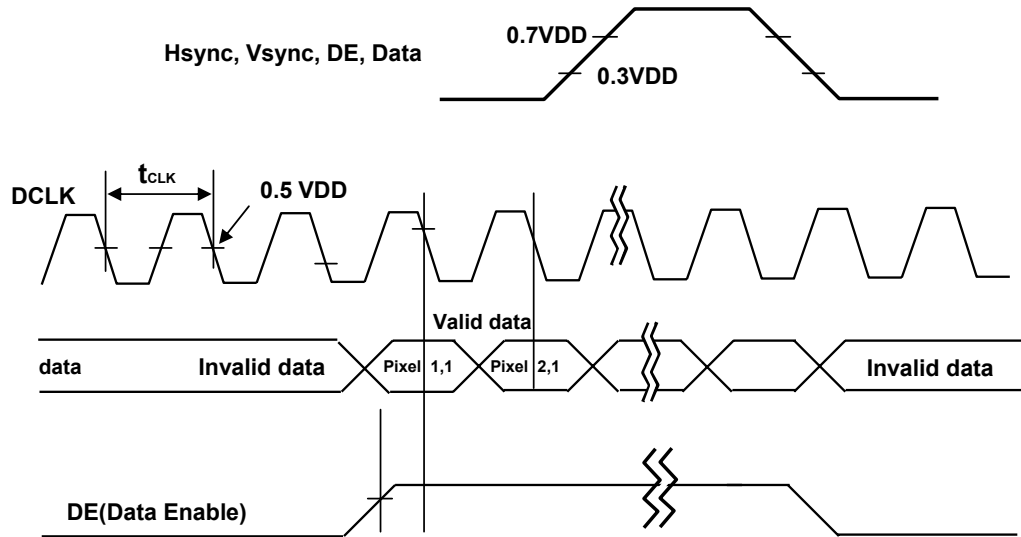 0.7VDD
Hsync, Vsync, DE, Data
0.3VDD
tCLK
DCLK
0.5 VDD
Valid data
data
Invalid data
Pixel 1,1
Pixel 2,1
Invalid data
DE(Data Enable)